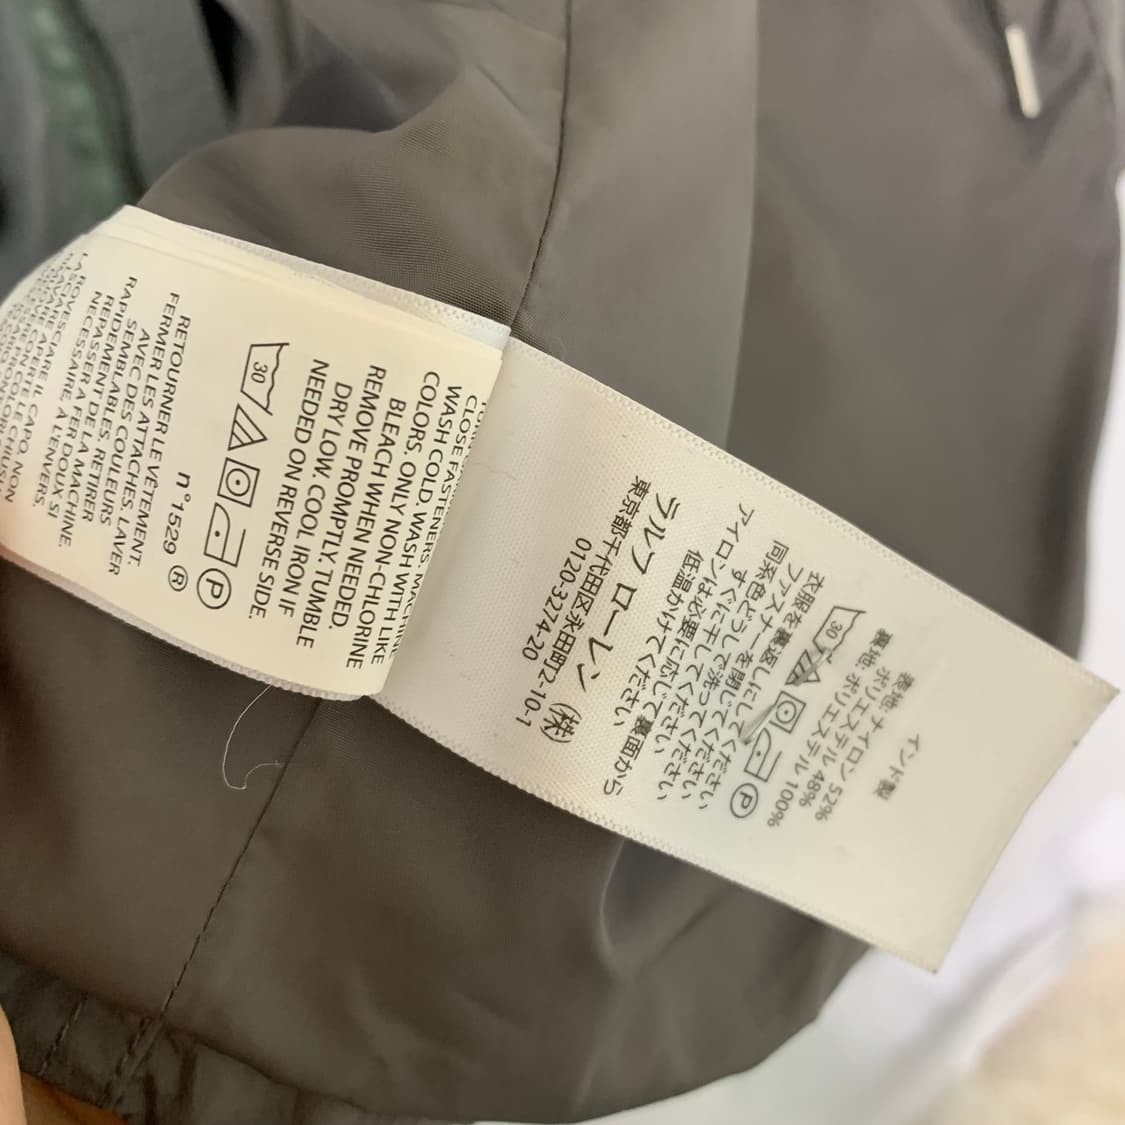 CLOSE FASTENERS. MACHINE
WASH COLD. WASH WITH LIKE
COLORS. ONLY NON-CHLORINE
BLEACH WHEN NEEDED.
REMOVE PROMPTLY. TUMBLE
DRY LOW. COOL IRON IF
NEEDED ON REVERSE SIDE.
30 P
n°1529 ®
RETOURNER LE VÊTEMENT.
FERMER LES ATTACHES. LAVER
AVEC DES COULEURS
SEMBLABLES. RETIRER
RAPIDEMENT DE LA MACHINE.
REPASSER À FER DOUX SI
NECESSAIRE, À L'ENVERS.
インド製
表地: ナイロン 52%
ポリエステル 48%
裏地: ポリエステル 100%
30 P
衣服を裏返しにしてください
ファスナーを閉じてください
同系色どうしで洗ってください
すぐに干してください
アイロンは必要に応じて裏面から
低温かけてください
ラルフ ローレン (株)
東京都千代田区永田町2-10-1
0120-3274-20